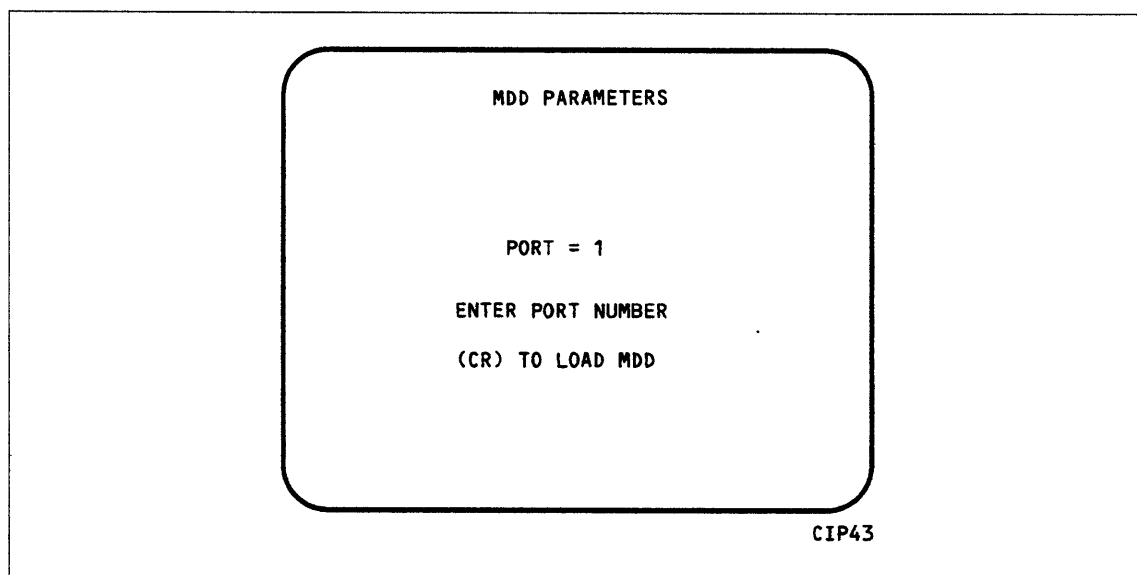 MDD PARAMETERS
PORT = 1
ENTER PORT NUMBER
(CR) TO LOAD MDD
CIP43